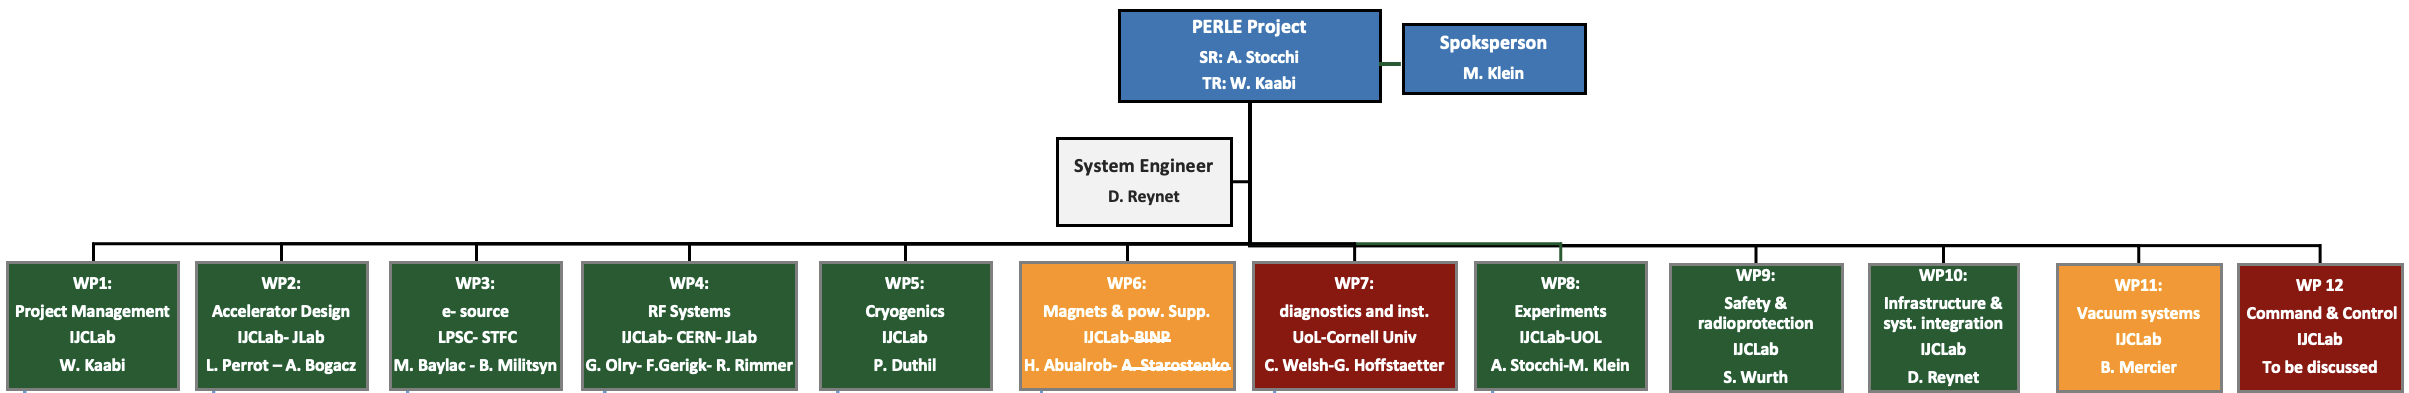 PERLE Project
SR: A. Stocchi
TR: W. Kaabi
Spoksperson
M. Klein
System Engineer
D. Reynet
WP1:
Project Management
IJCLab
W. Kaabi
WP2:
Accelerator Design
IJCLab- JLab
L. Perrot – A. Bogacz
WP3:
e- source
LPSC- STFC
M. Baylac - B. Militsyn
WP4:
RF Systems
IJCLab- CERN- JLab
G. Olry- F.Gerigk- R. Rimmer
WP5:
Cryogenics
IJCLab
P. Duthil
WP6:
Magnets & pow. Supp.
IJCLab-BINP
H. Abualrob- A. Starostenko
WP7:
diagnostics and inst.
UoL-Cornell Univ
C. Welsh-G. Hoffstaetter
WP8:
Experiments
IJCLab-UOL
A. Stocchi-M. Klein
WP9:
Safety &
radioprotection
IJCLab
S. Wurth
WP10:
Infrastructure &
syst. integration
IJCLab
D. Reynet
WP11:
Vacuum systems
IJCLab
B. Mercier
WP 12
Command & Control
IJCLab
To be discussed